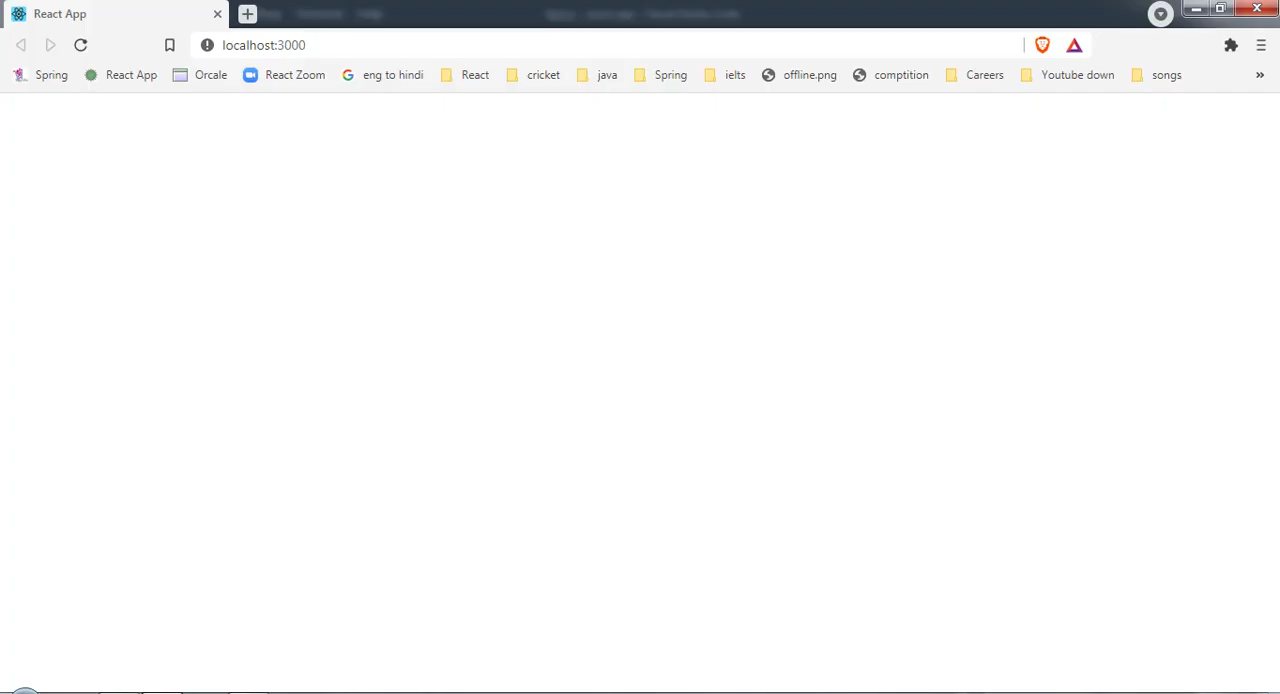 React App
localhost:3000
Spring React App Orcale React Zoom eng to hindi React cricket java Spring ielts offline.png comptition Careers Youtube down songs »